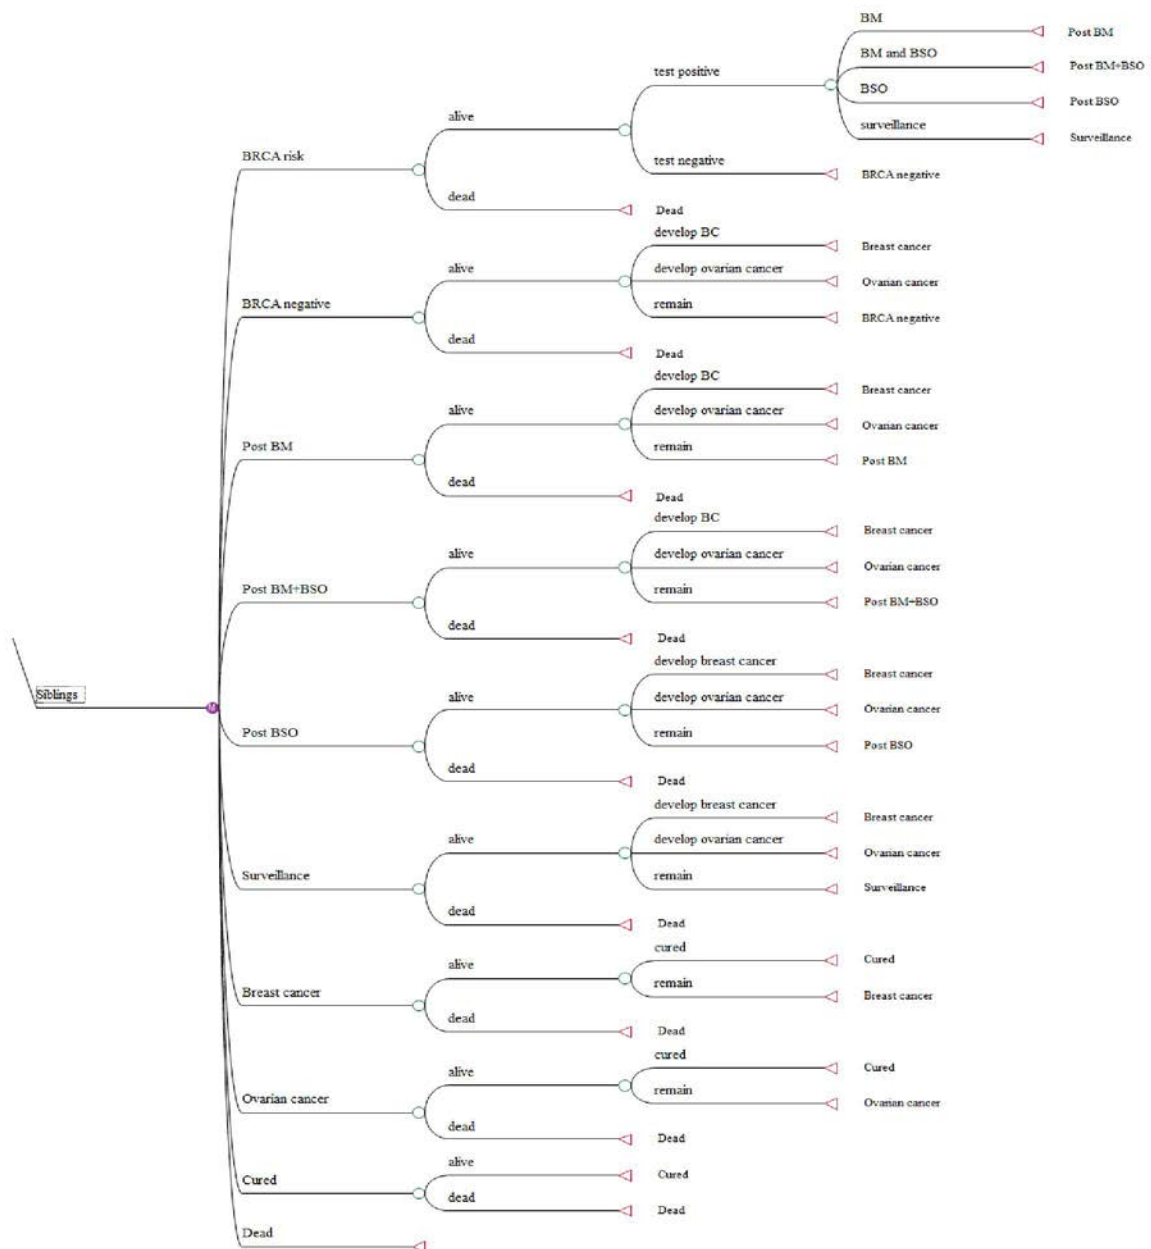 BM
Post BM
BM and BSO
Post BM+BSO
test positive
BSO
Post BSO
alive
surveillance
Surveillance
BRCA risk
test negative
BRCA negative
dead
Dead
develop BC
Breast cancer
alive
develop ovarian cancer
Ovarian cancer
BRCA negative
remain
BRCA negative
dead
Dead
develop BC
Breast cancer
alive
develop ovarian cancer
Ovarian cancer
Post BM
remain
Post BM
dead
Dead
develop BC
Breast cancer
alive
develop ovarian cancer
Ovarian cancer
Post BM+BSO
remain
Post BM+BSO
dead
Dead
develop breast cancer
Breast cancer
Siblings
M
alive
develop ovarian cancer
Ovarian cancer
Post BSO
remain
Post BSO
dead
Dead
develop breast cancer
Breast cancer
alive
develop ovarian cancer
Ovarian cancer
Surveillance
remain
Surveillance
dead
Dead
cured
Cured
alive
Breast cancer
remain
Breast cancer
dead
Dead
cured
Cured
alive
Ovarian cancer
remain
Ovarian cancer
dead
Dead
alive
Cured
Cured
dead
Dead
Dead